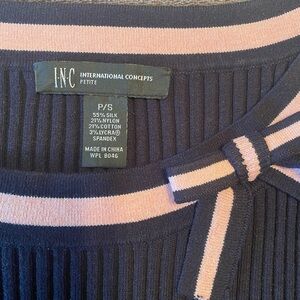 I·N·C INTERNATIONAL CONCEPTS
PETITE
P/S
55% SILK
21% NYLON
21% COTTON
3% LYCRA®
SPANDEX
MADE IN CHINA
WPL 8046